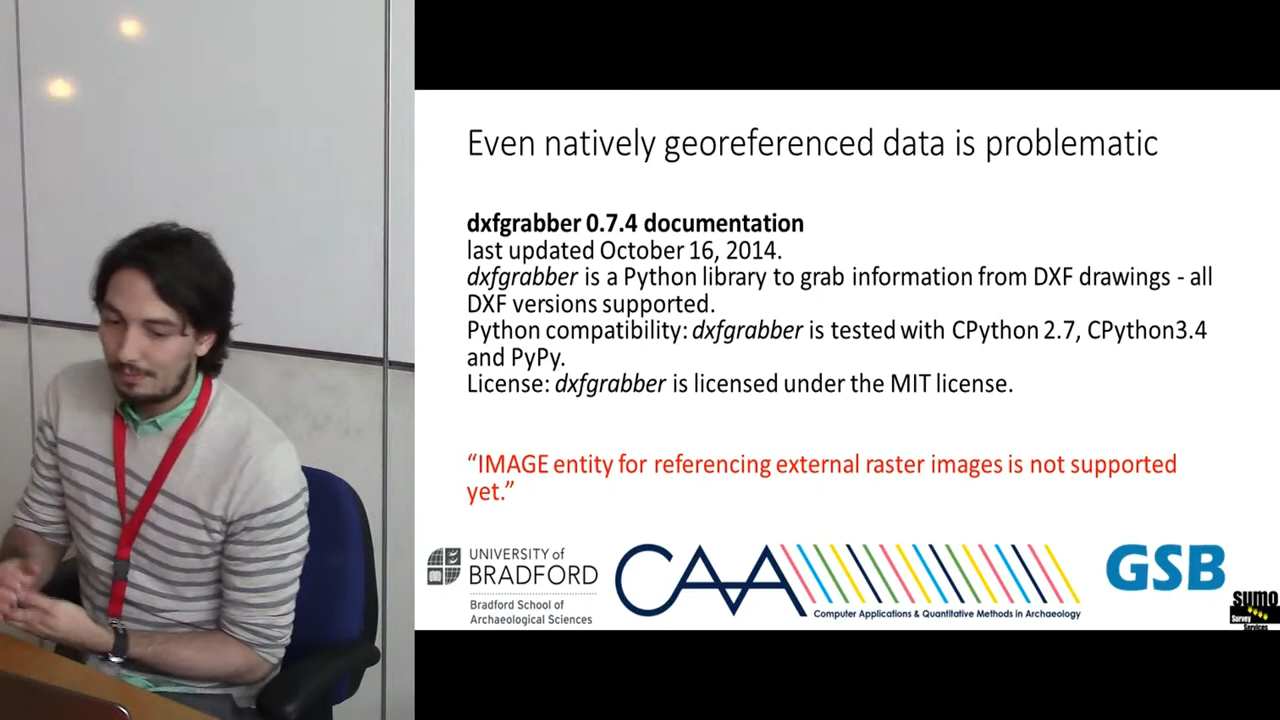 Even natively georeferenced data is problematic
dxfgrabber 0.7.4 documentation
last updated October 16, 2014.
dxfgrabber is a Python library to grab information from DXF drawings - all
DXF versions supported.
Python compatibility: dxfgrabber is tested with CPython 2.7, CPython3.4
and PyPy.
License: dxfgrabber is licensed under the MIT license.
“IMAGE entity for referencing external raster images is not supported
yet.”
UNIVERSITY of
BRADFORD
Bradford School of
Archaeological Sciences
CAA
Computer Applications & Quantitative Methods in Archaeology
GSB
sumo
Survey
Services